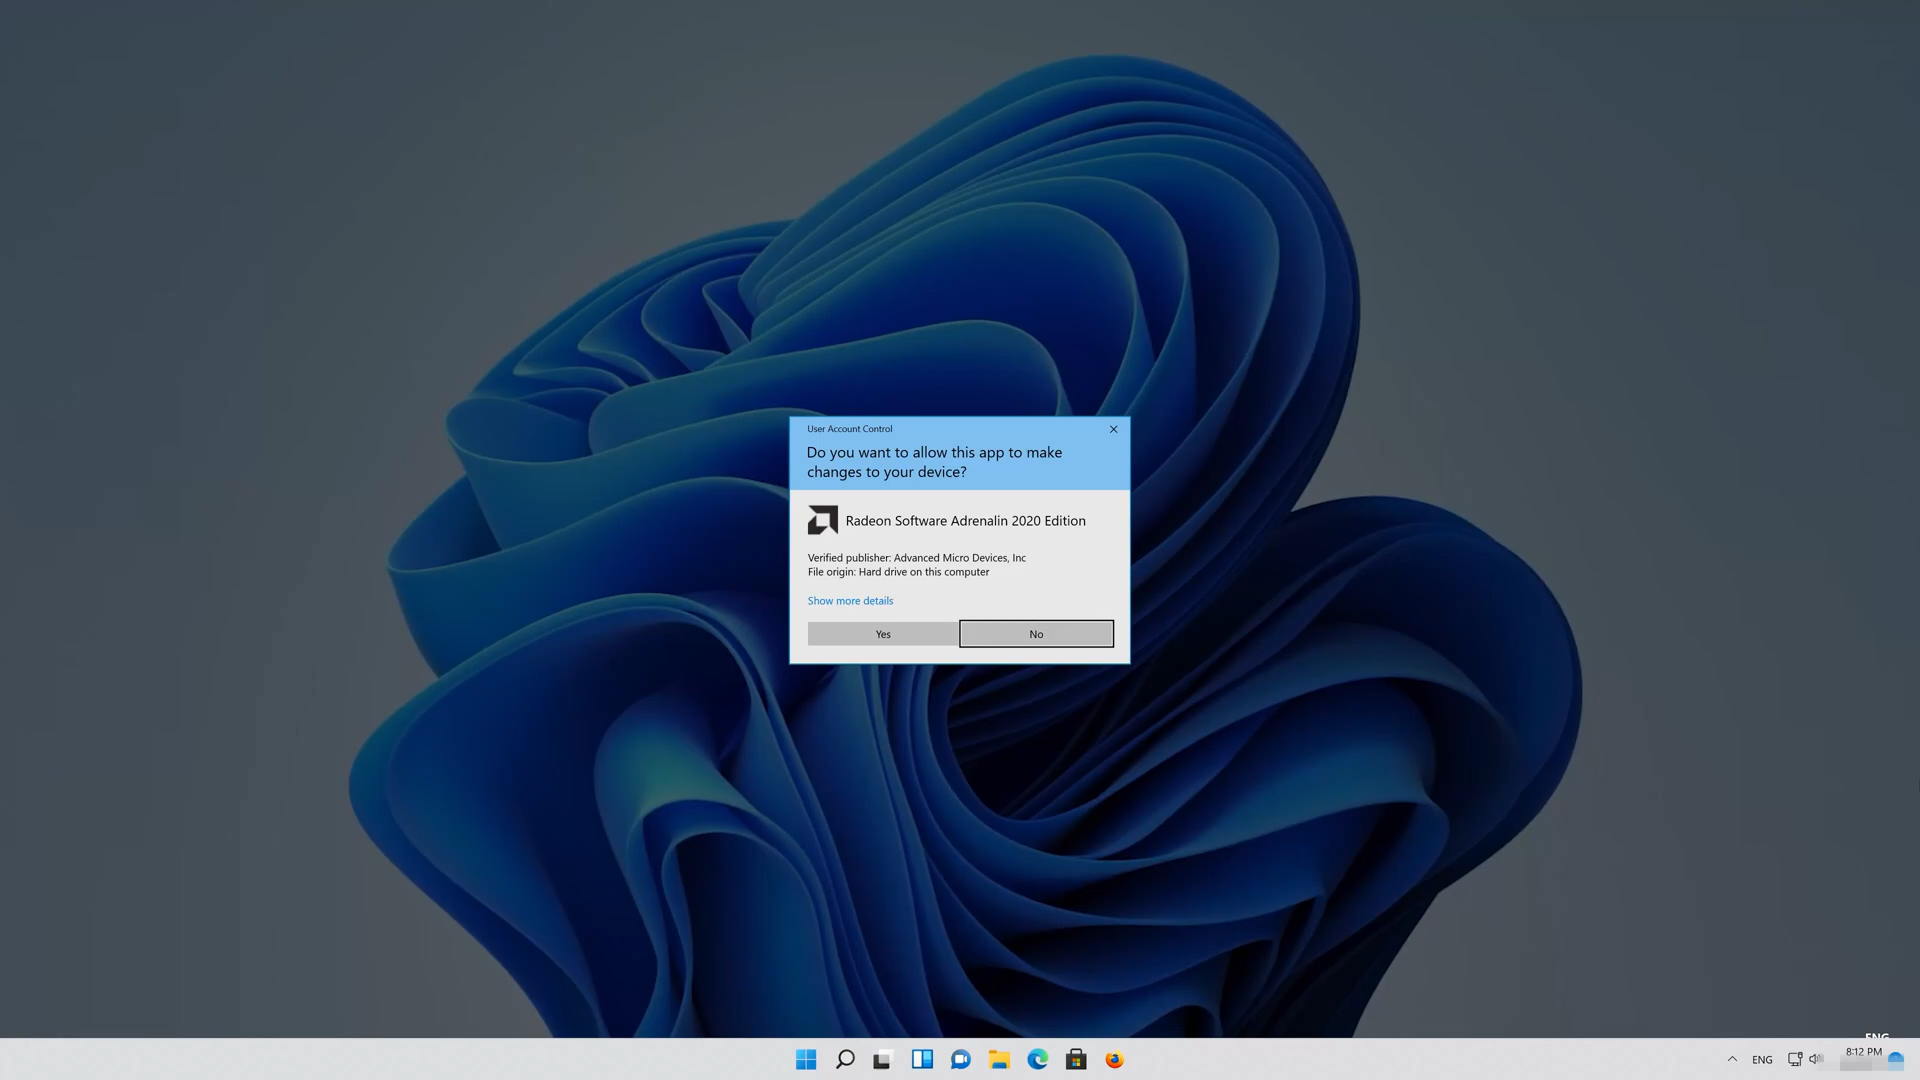 User Account Control
Do you want to allow this app to make
changes to your device?
Radeon Software Adrenalin 2020 Edition
Verified publisher: Advanced Micro Devices, Inc
File origin: Hard drive on this computer
Show more details
Yes
No
ENG
ENG
8:12 PM